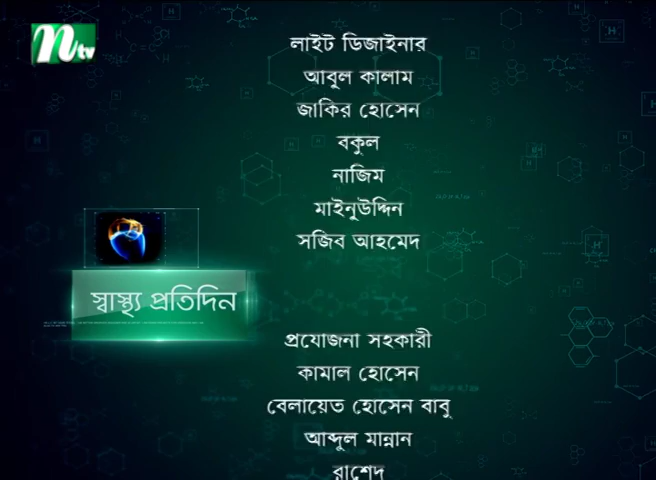 ntv
লাইট ডিজাইনার
আবুল কালাম
জাকির হোসেন
বকুল
নাজিম
মাইনুউদ্দিন
সজিব আহমেদ
স্বাস্থ্য প্রতিদিন
প্রযোজনা সহকারী
কামাল হোসেন
বেলায়েত হোসেন বাবু
আব্দুল মান্নান
রাশেদ